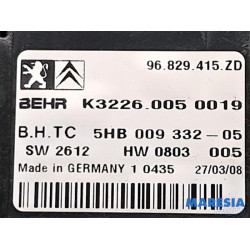 96.829.415.ZD
BEHR K3226.005 0019
B.H.TC 5HB 009 332-05
SW 2612 HW 0803 005
Made in GERMANY 1 0435 27/03/08
MARESIA